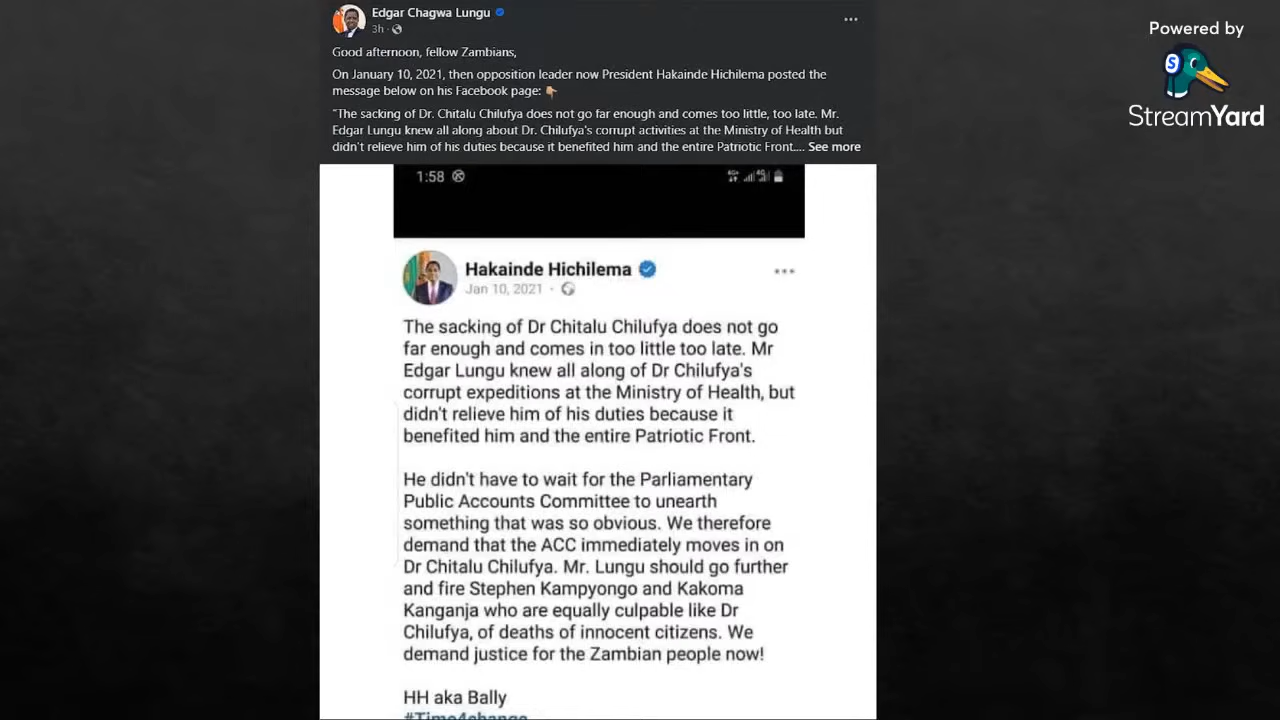 Edgar Chagwa Lungu
3h ·
Good afternoon, fellow Zambians,
On January 10, 2021, then opposition leader now President Hakainde Hichilema posted the
message below on his Facebook page:
"The sacking of Dr. Chitalu Chilufya does not go far enough and comes too little, too late. Mr.
Edgar Lungu knew all along about Dr. Chilufya's corrupt activities at the Ministry of Health but
didn't relieve him of his duties because it benefited him and the entire Patriotic Front.... See more
Powered by
StreamYard
1:58
Hakainde Hichilema
Jan 10, 2021 ·
The sacking of Dr Chitalu Chilufya does not go
far enough and comes in too little too late. Mr
Edgar Lungu knew all along of Dr Chilufya's
corrupt expeditions at the Ministry of Health, but
didn't relieve him of his duties because it
benefited him and the entire Patriotic Front.
He didn't have to wait for the Parliamentary
Public Accounts Committee to unearth
something that was so obvious. We therefore
demand that the ACC immediately moves in on
Dr Chitalu Chilufya. Mr. Lungu should go further
and fire Stephen Kampyongo and Kakoma
Kanganja who are equally culpable like Dr
Chilufya, of deaths of innocent citizens. We
demand justice for the Zambian people now!
HH aka Bally
#Time4change